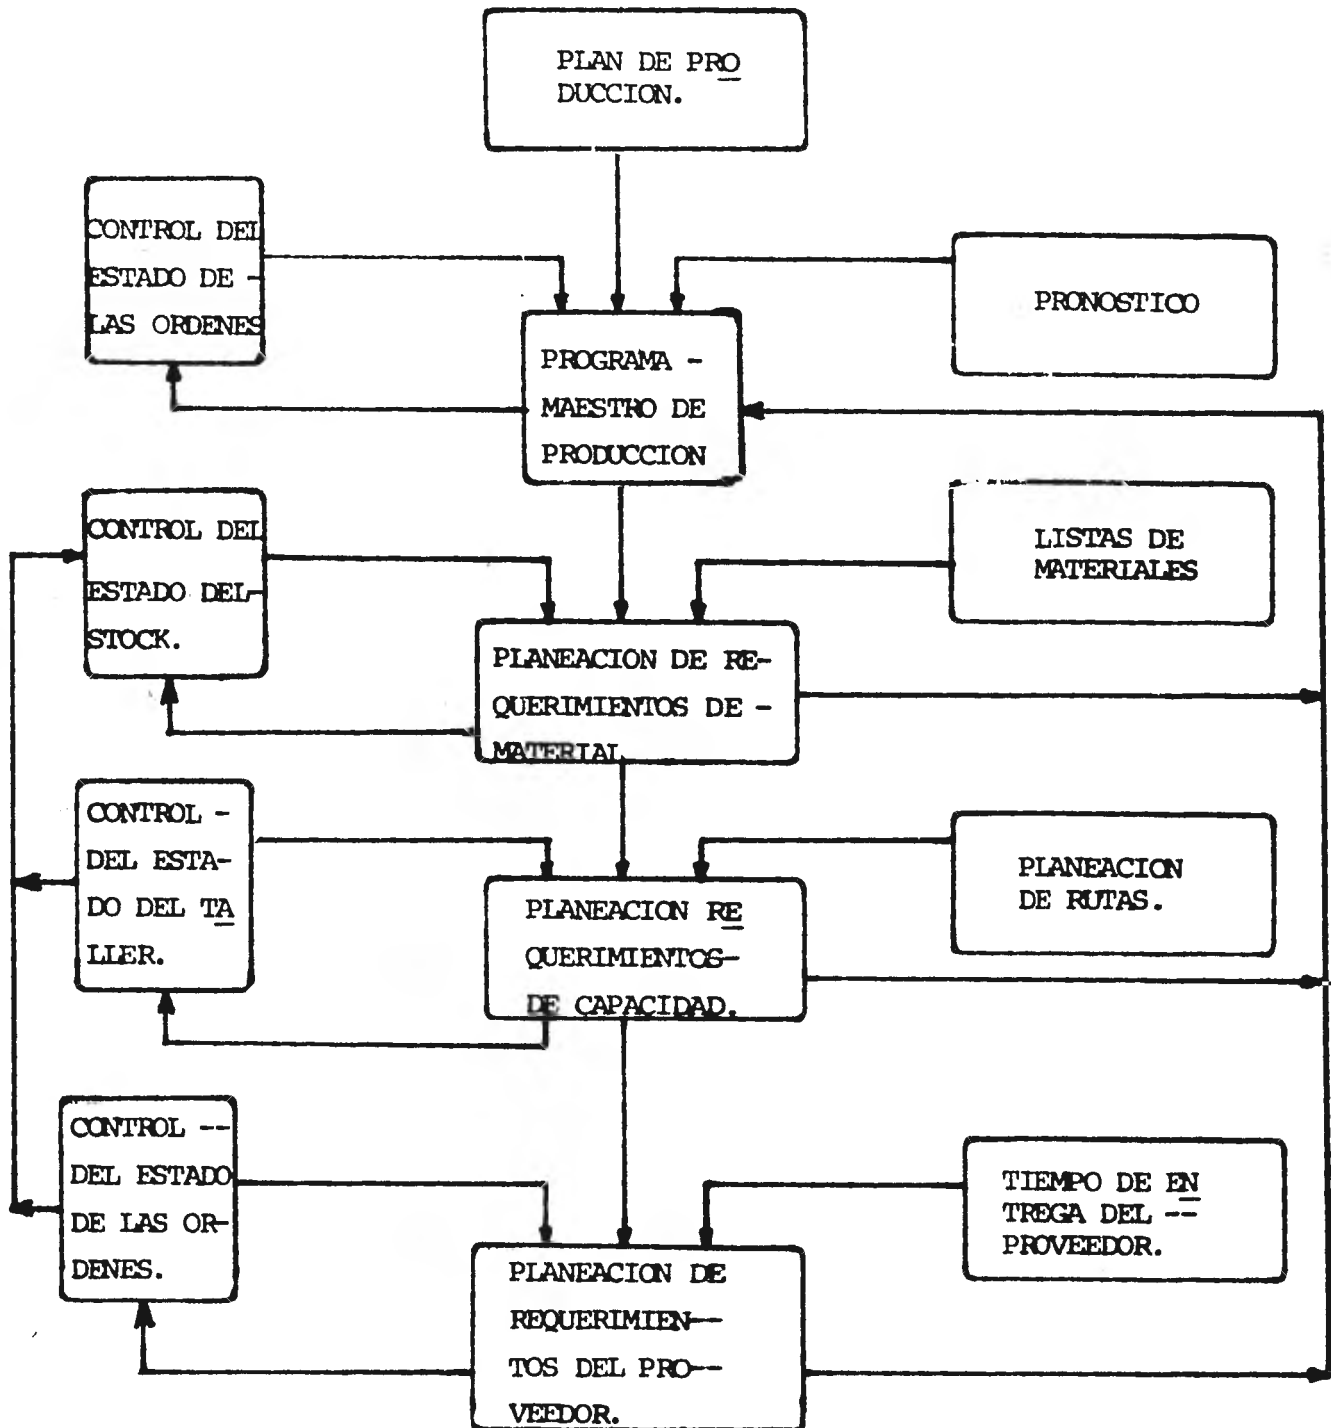 PLAN DE PRO
DUCCION.
CONTROL DEL
ESTADO DE -
LAS ORDENES
PRONOSTICO
PROGRAMA -
MAESTRO DE
PRODUCCION
CONTROL DEL
ESTADO DEL-
STOCK.
LISTAS DE
MATERIALES
PLANEACION DE RE-
QUERIMIENTOS DE -
MATERIAL
CONTROL -
DEL ESTA-
DO DEL TA
LLER.
PLANEACION
DE RUTAS.
PLANEACION RE
QUERIMIENTOS-
DE CAPACIDAD.
CONTROL --
DEL ESTADO
DE LAS OR-
DENES.
TIEMPO DE EN
TREGA DEL --
PROVEEDOR.
PLANEACION DE
REQUERIMIEN--
TOS DEL PRO--
VEEDOR.